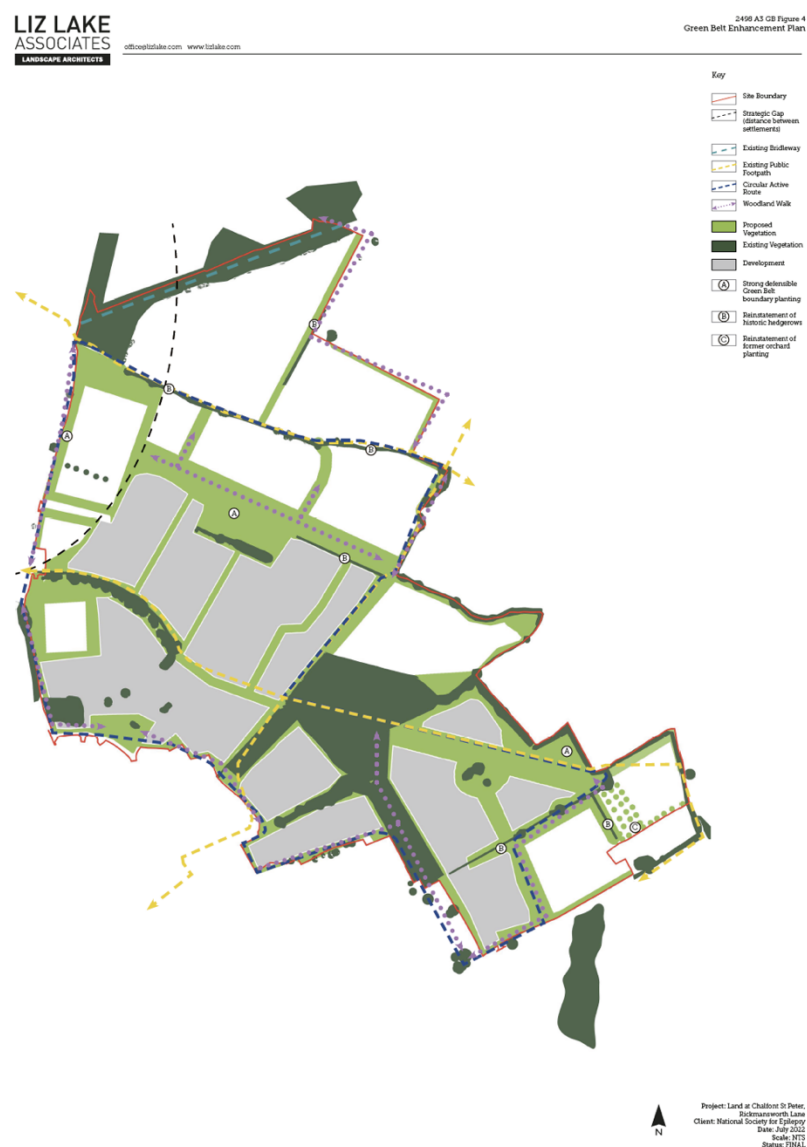 LIZ LAKE
ASSOCIATES
LANDSCAPE ARCHITECTS
office@lizlake.com www.lizlake.com
2498 A3 GB Figure 4
Green Belt Enhancement Plan
Key
Site Boundary
Strategic Gap
(distance between
settlements)
Existing Bridleway
Existing Public
Footpath
Circular Active
Route
Woodland Walk
Proposed
Vegetation
Existing Vegetation
Development
A
Strong defensible
Green Belt
boundary planting
B
Reinstatement of
historic hedgerows
C
Reinstatement of
former orchard
planting
B
B
A
B
A
B
A
B
C
B
N
Project: Land at Chalfont St Peter,
Rickmansworth Lane
Client: National Society for Epilepsy
Date: July 2022
Scale: NTS
Status: FINAL